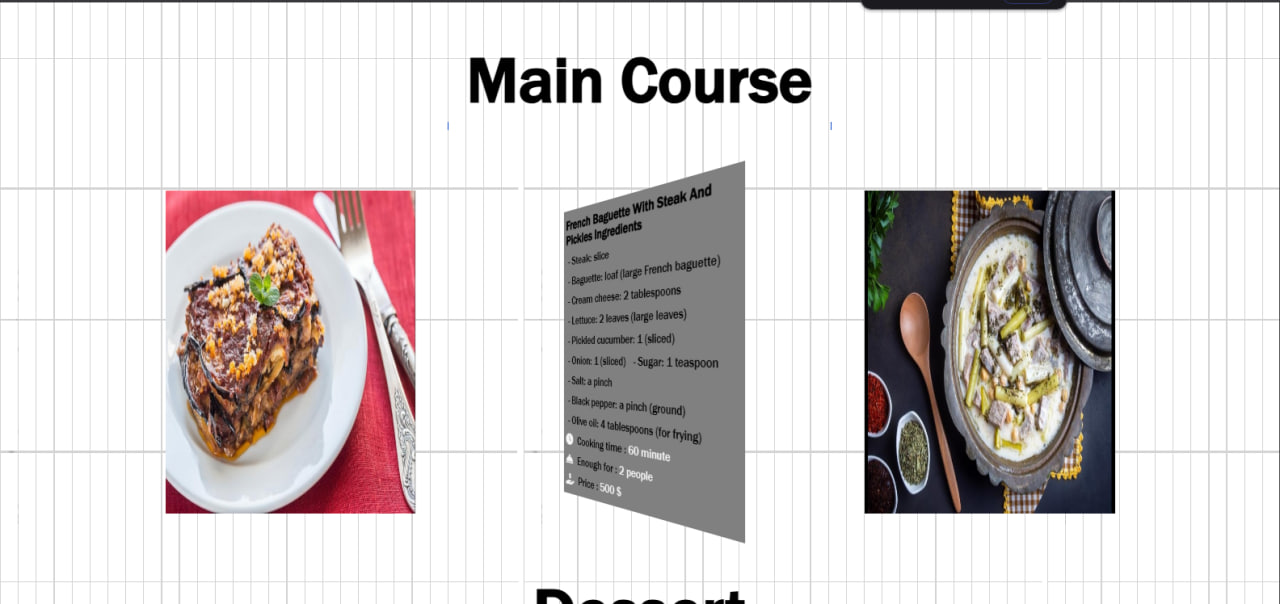 Main Course
French Baguette With Steak And
Pickles Ingredients
- Steak: slice
- Baguette: loaf (large French baguette)
- Cream cheese: 2 tablespoons
- Lettuce: 2 leaves (large leaves)
- Pickled cucumber: 1 (sliced)
- Onion: 1 (sliced) - Sugar: 1 teaspoon
- Salt: a pinch
- Black pepper: a pinch (ground)
- Olive oil: 4 tablespoons (for frying)
Cooking time : 60 minute
Enough for : 2 people
Price : 500 $
Dessert